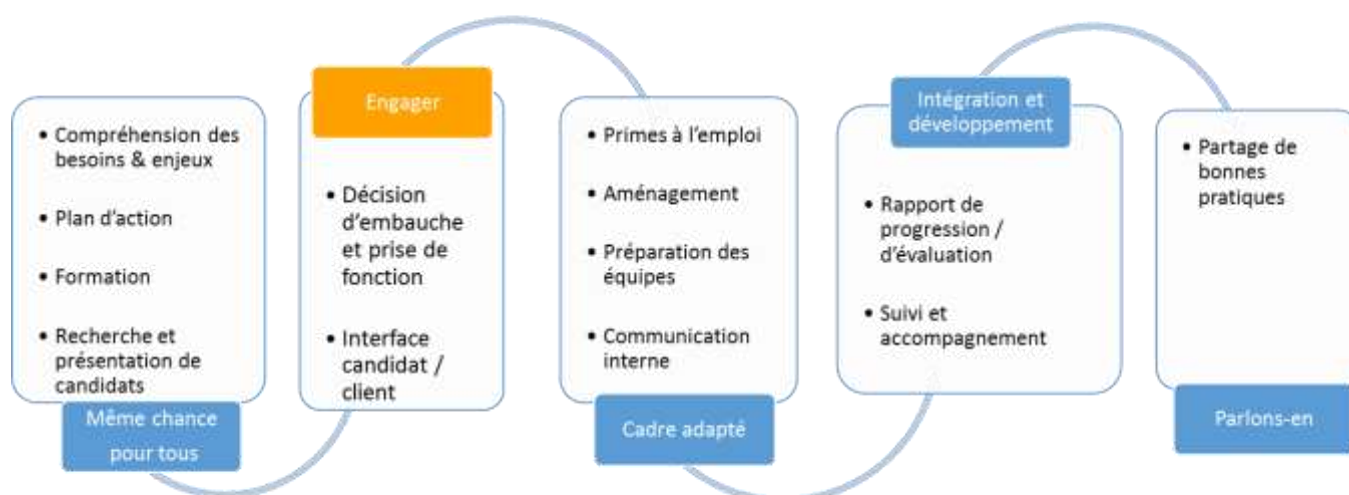 • Compréhension des
besoins & enjeux
• Plan d'action
• Formation
• Recherche et
présentation de
candidats
Même chance
pour tous
Engager
• Décision
d'embauche
et prise de
fonction
• Interface
candidat /
client
• Primes à l'emploi
• Aménagement
• Préparation des
équipes
• Communication
interne
Cadre adapté
Intégration et
développement
• Rapport de
progression /
d'évaluation
• Suivi et
accompagnement
• Partage de
bonnes
pratiques
Parlons-en